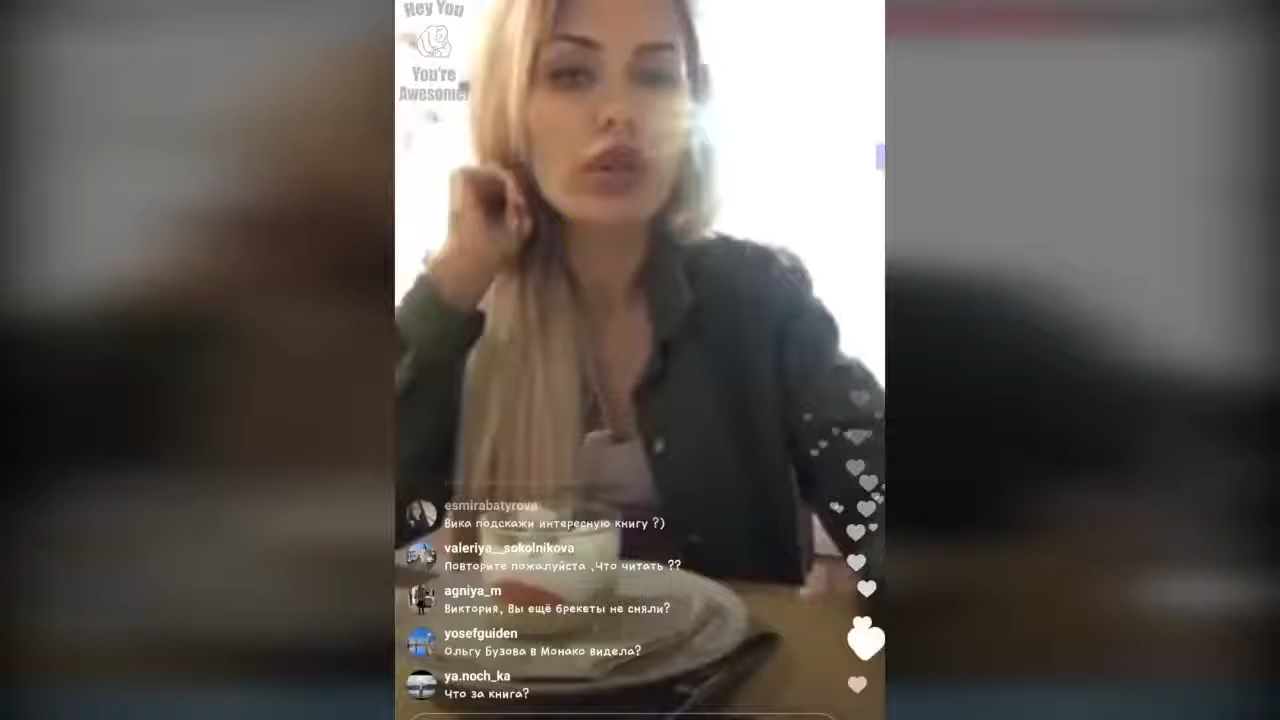 Hey You
You're
Awesome!
esmirabatyrova
Вика подскажи интересную книгу ?)
valeriya__sokolnikova
Повторите пожалуйста ,Что читать ??
agniya_m
Виктория, Вы ещё брекеты не сняли?
yosefguiden
Ольгу Бузова в Монако видела?
ya.noch_ka
Что за книга?